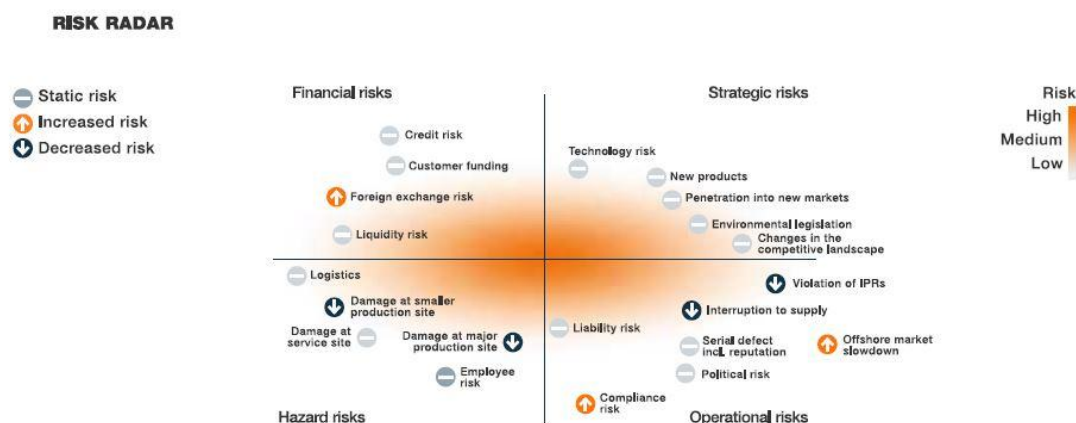 RISK RADAR
Static risk
Increased risk
Decreased risk
Financial risks
Strategic risks
Risk
High
Medium
Low
Credit risk
Customer funding
Foreign exchange risk
Liquidity risk
Technology risk
New products
Penetration into new markets
Environmental legislation
Changes in the
competitive landscape
Logistics
Damage at smaller
production site
Damage at
service site
Damage at major
production site
Employee
risk
Hazard risks
Violation of IPRs
Interruption to supply
Liability risk
Serial defect
incl. reputation
Offshore market
slowdown
Political risk
Compliance
risk
Operational risks